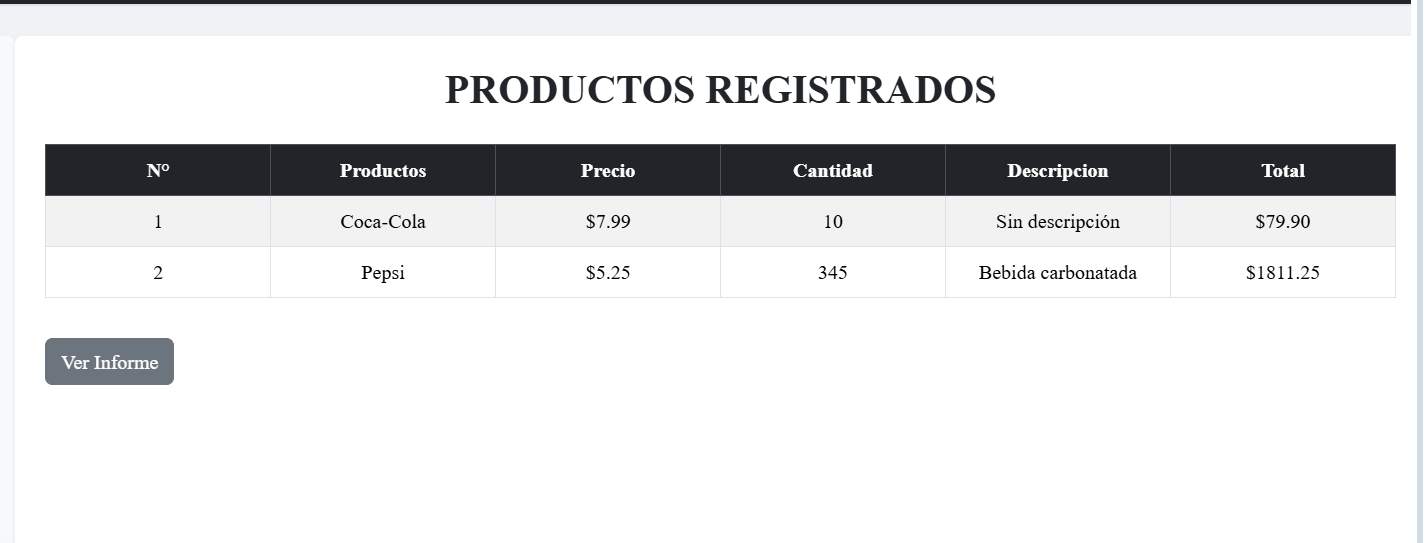 PRODUCTOS REGISTRADOS
N° Productos Precio Cantidad Descripcion Total
1 Coca-Cola $7.99 10 Sin descripción $79.90
2 Pepsi $5.25 345 Bebida carbonatada $1811.25
Ver Informe